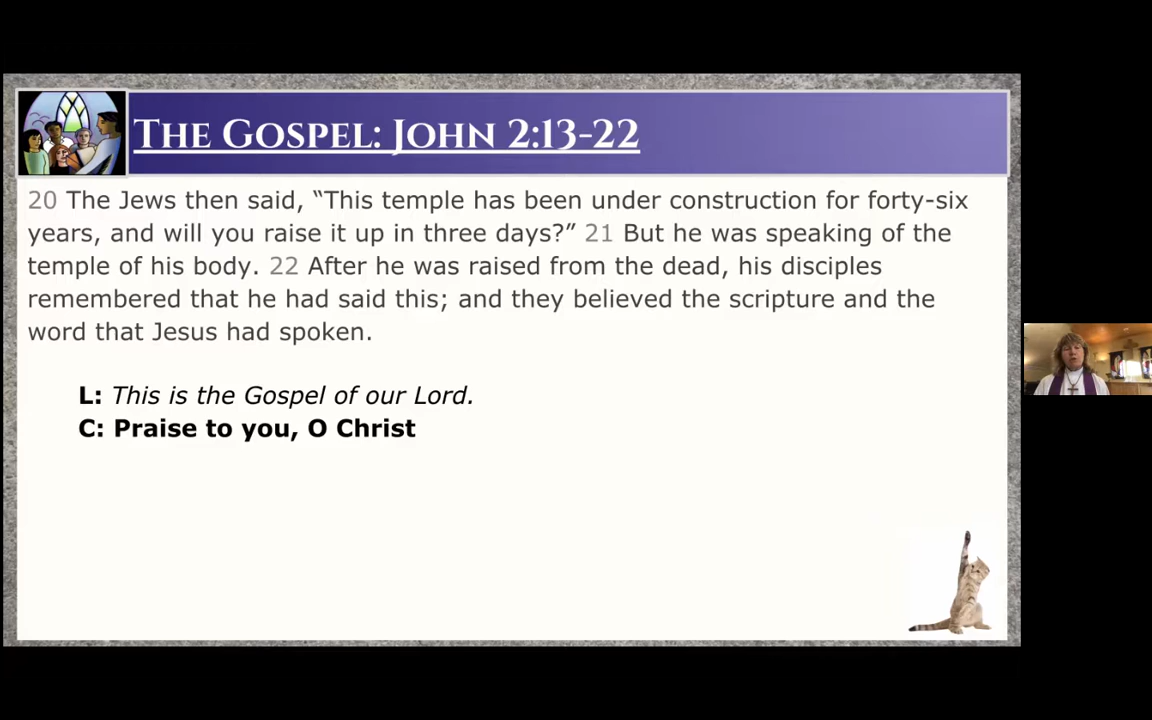 The Gospel: John 2:13-22
20 The Jews then said, “This temple has been under construction for forty-six
years, and will you raise it up in three days?” 21 But he was speaking of the
temple of his body. 22 After he was raised from the dead, his disciples
remembered that he had said this; and they believed the scripture and the
word that Jesus had spoken.
L: This is the Gospel of our Lord.
C: Praise to you, O Christ